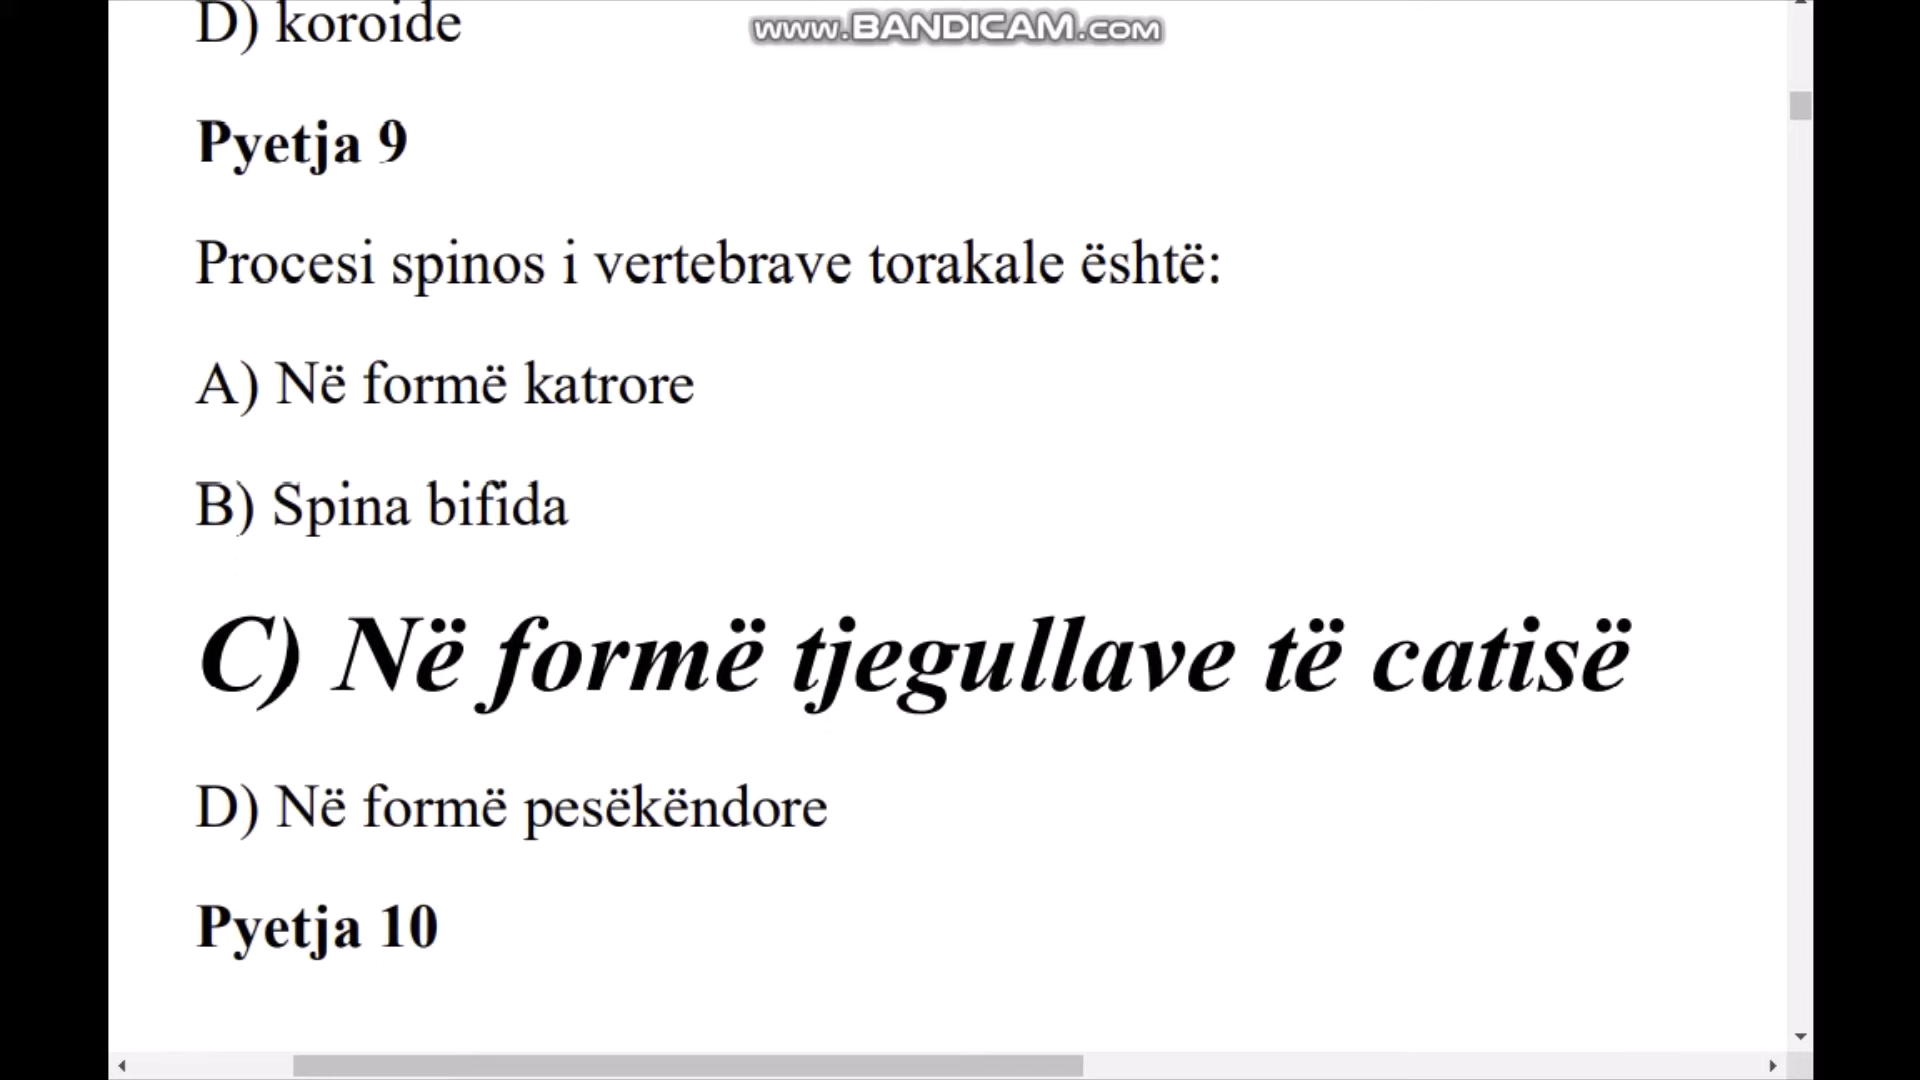 D) koroide
www.BANDICAM.com
Pyetja 9
Procesi spinos i vertebrave torakale është:
A) Në formë katrore
B) Spina bifida
C) Në formë tjegullave të catisë
D) Në formë pesëkëndore
Pyetja 10